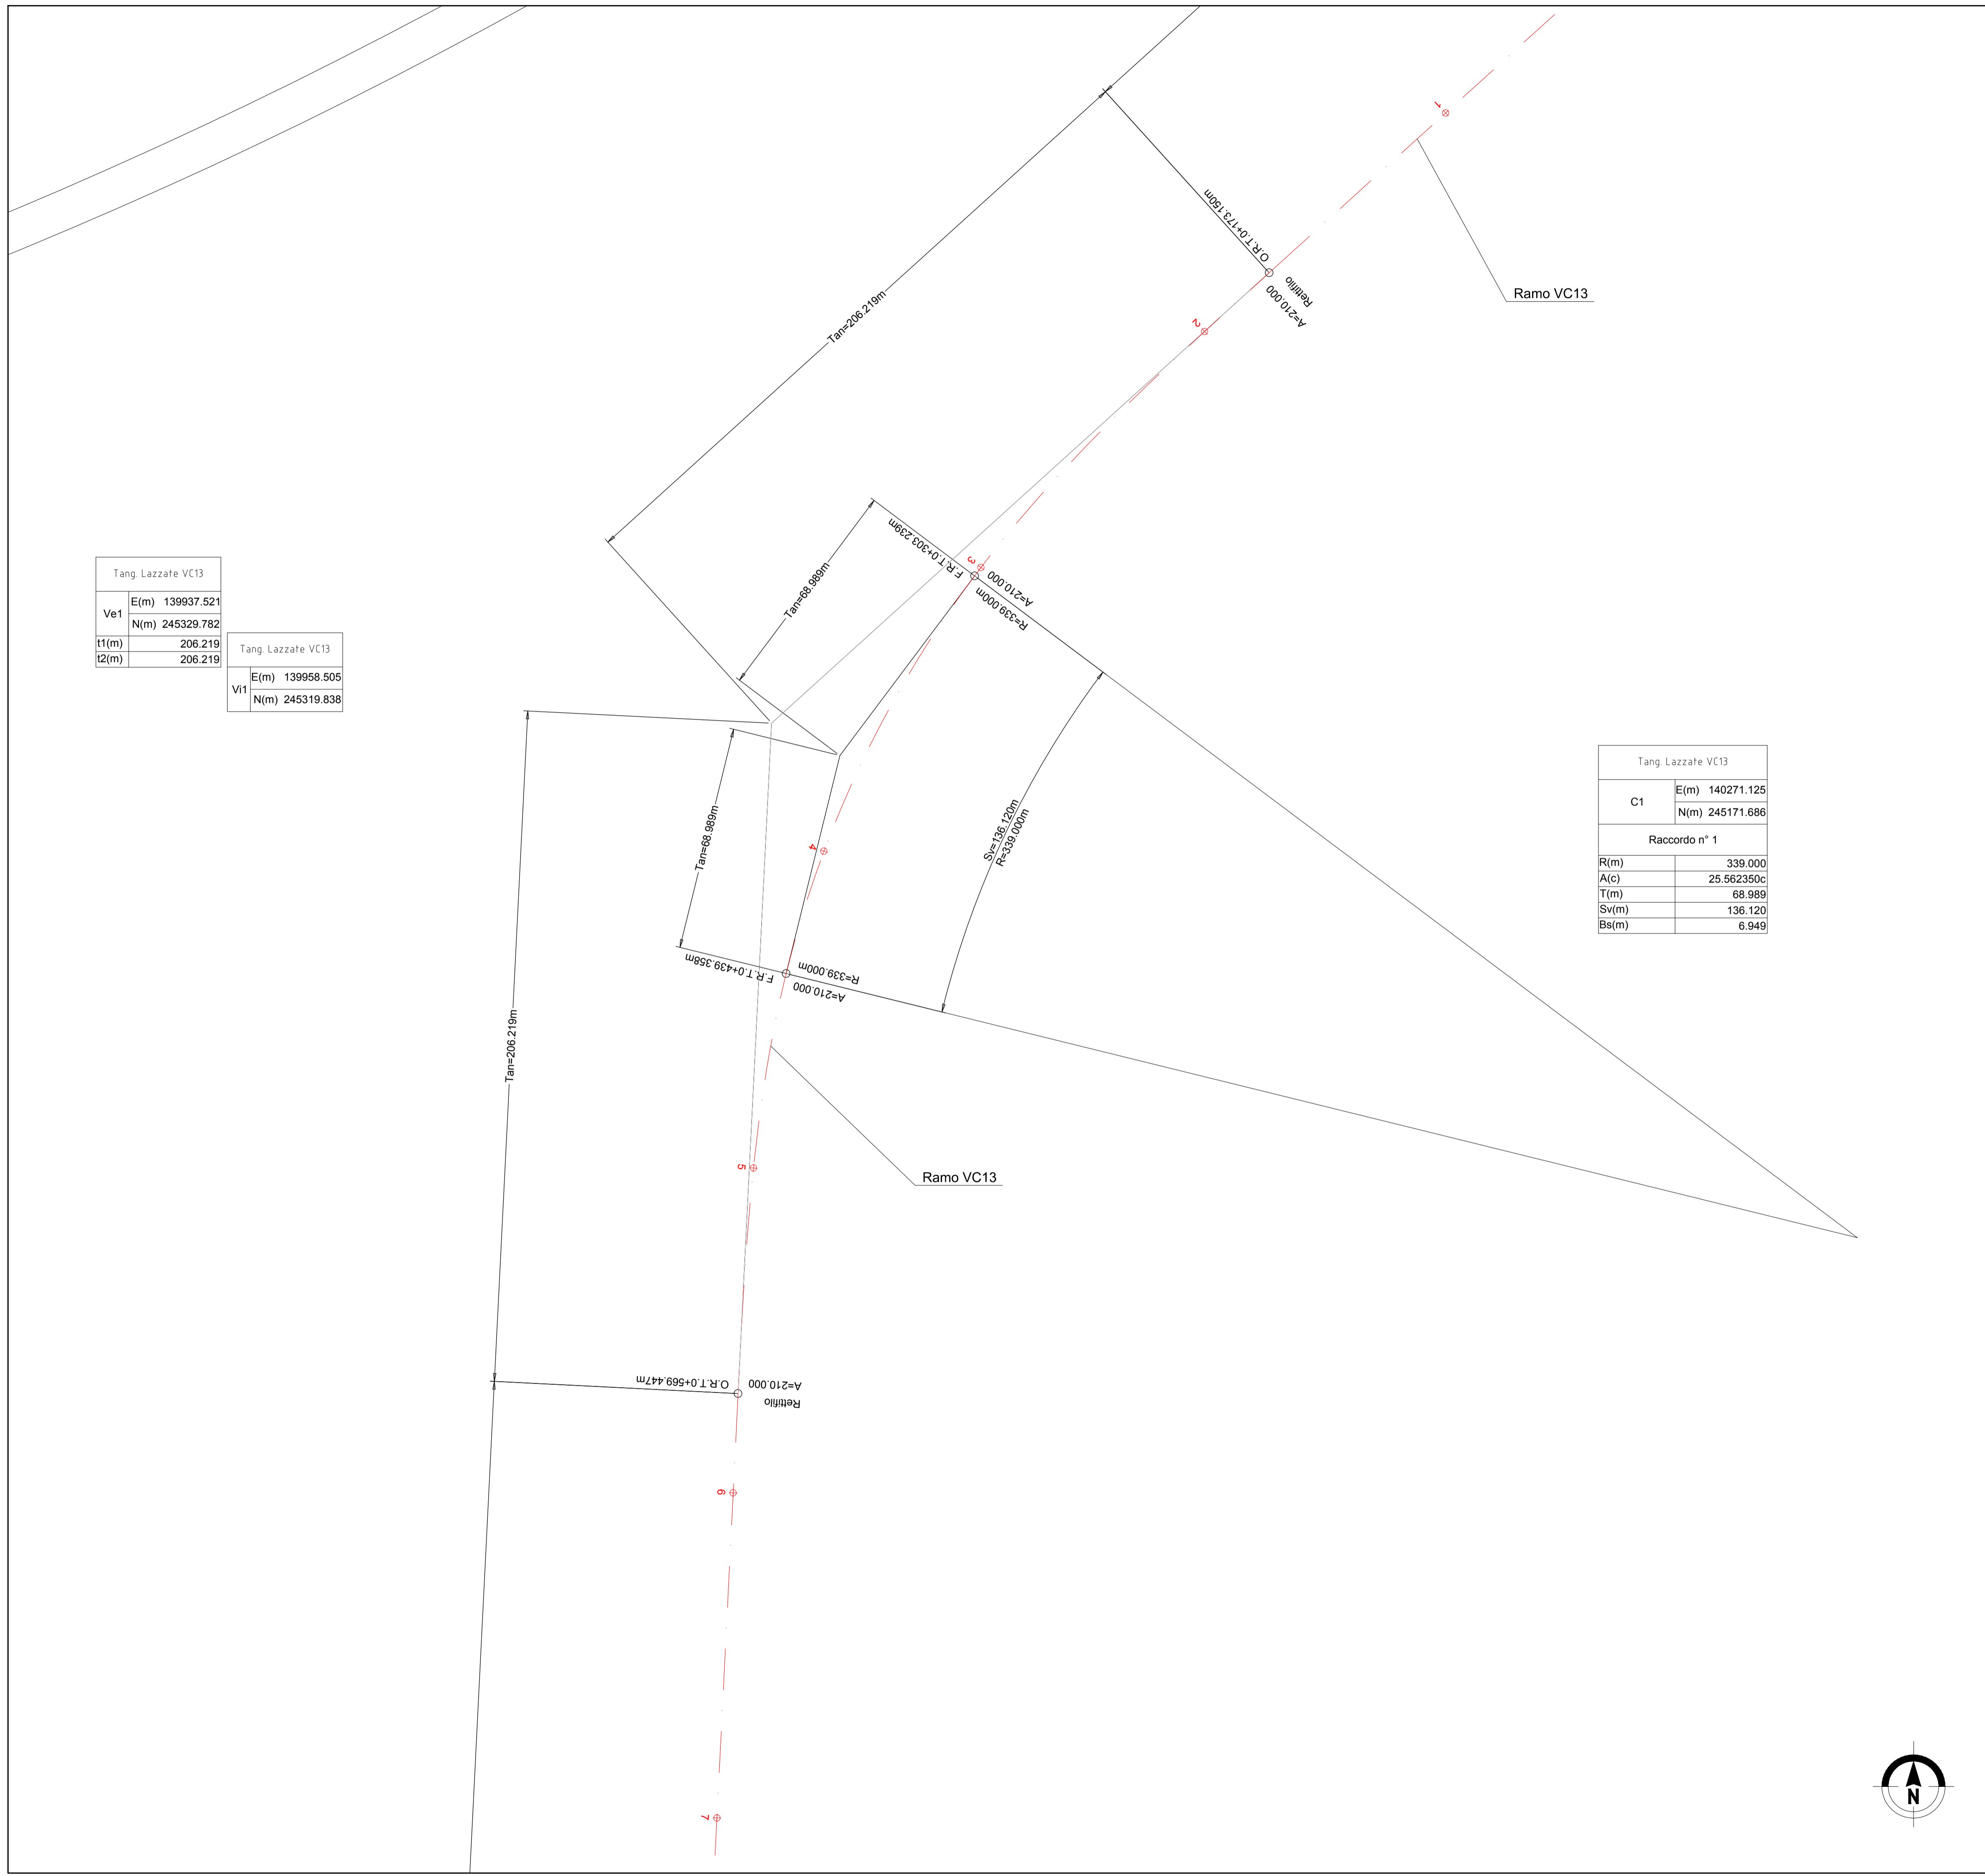 1
O.R.T.0+173.150m
Rettifilo
A=210.000
Ramo VC13
Tan=206.219m
2
F.R.T.0+303.239m
3
A=210.000
R=339.000m
Tan=68.989m
Tang. Lazzate VC13
Ve1
E(m) 139937.521
N(m) 245329.782
t1(m) 206.219
t2(m) 206.219
Tang. Lazzate VC13
Vi1
E(m) 139958.505
N(m) 245319.838
Tang. Lazzate VC13
C1
E(m) 140271.125
N(m) 245171.686
Raccordo n° 1
R(m) 339.000
A(c) 25.562350c
T(m) 68.989
Sv(m) 136.120
Bs(m) 6.949
Tan=68.989m
4
Sv=136.120m
R=339.000m
F.R.T.0+439.358m
R=339.000m
A=210.000
Tan=206.219m
5
Ramo VC13
O.R.T.0+569.447m
A=210.000
Rettifilo
6
7
N